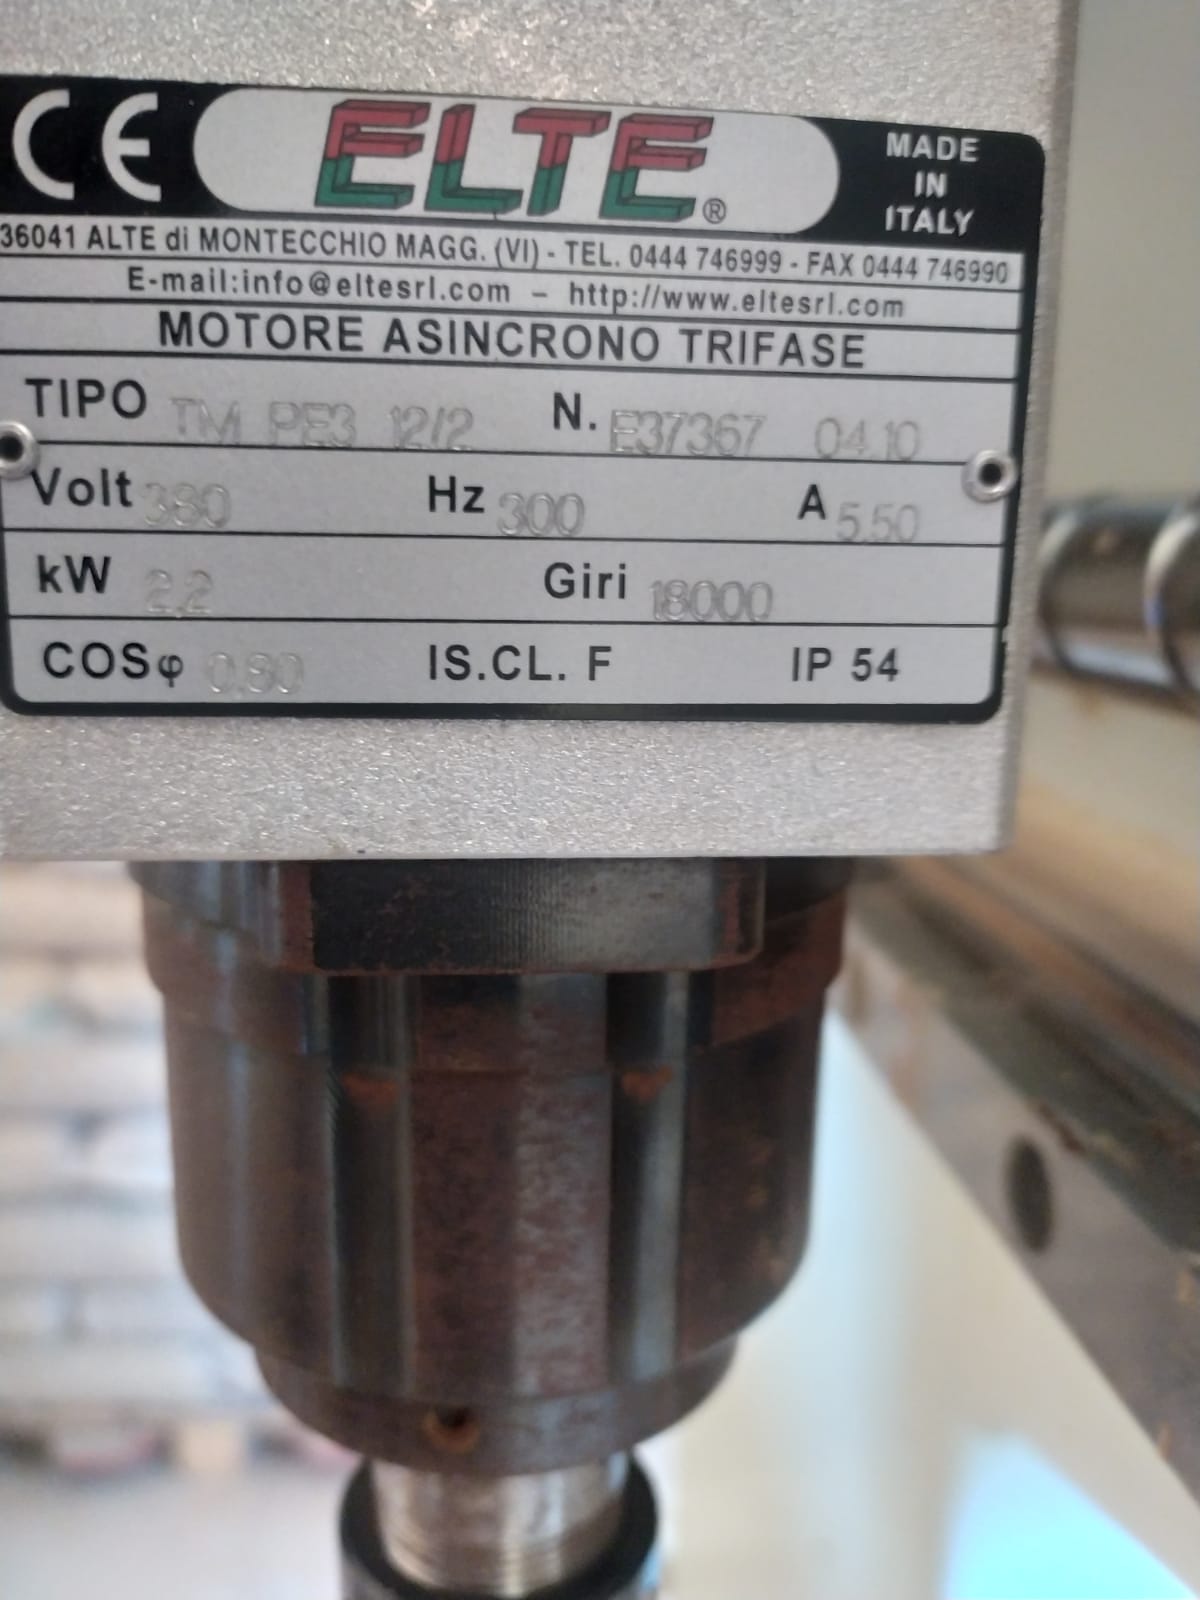 CE ELTE® MADE IN ITALY
36041 ALTE di MONTECCHIO MAGG. (VI) - TEL. 0444 746999 - FAX 0444 746990
E-mail:info@eltesrl.com – http://www.eltesrl.com
MOTORE ASINCRONO TRIFASE
TIPO TM PE3 12/2 N. E37367 04.10
Volt 380 Hz 300 A 5.50
kW 2,2 Giri 18000
COSφ 0.80 IS.CL. F IP 54